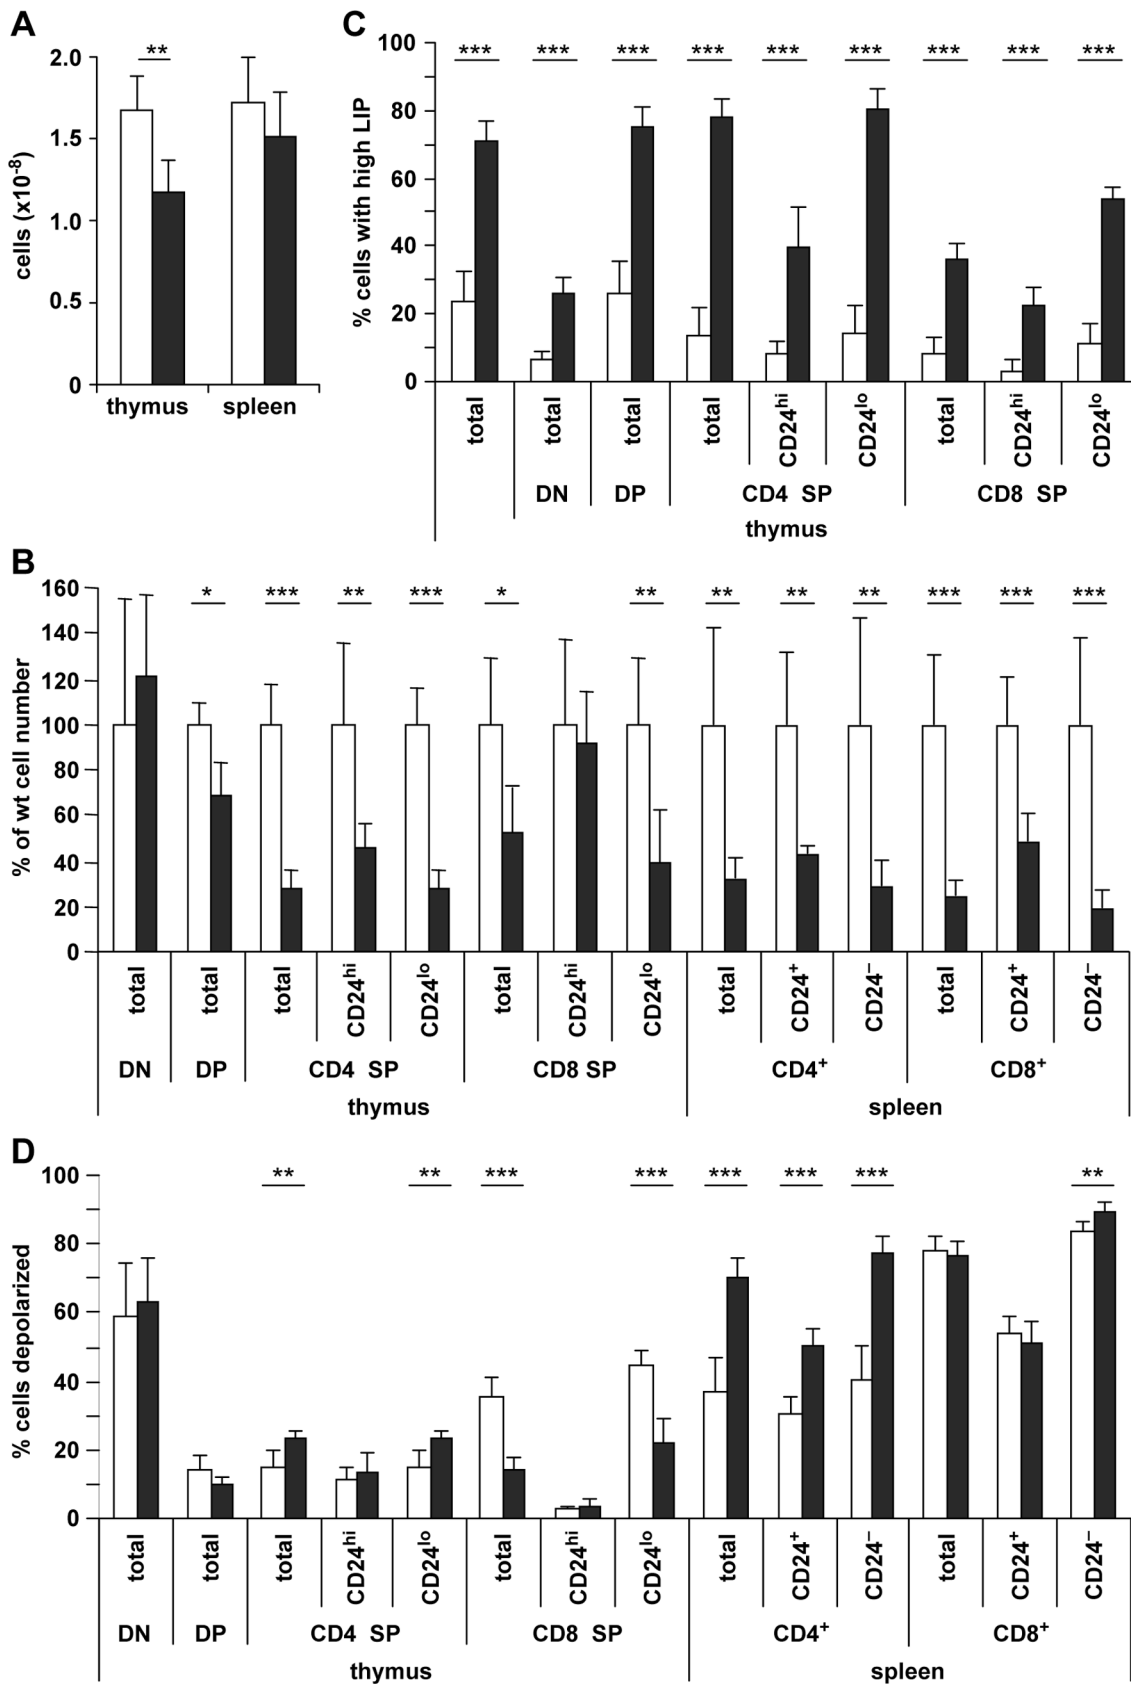 A
cells (x10⁻⁸)
2.0
1.5
1.0
0.5
0
**
thymus spleen
C
% cells with high LIP
100
80
60
40
20
0
*** *** *** *** *** *** *** *** ***
total total total total CD24ʰⁱ CD24ˡᵒ total CD24ʰⁱ CD24ˡᵒ
DN DP CD4 SP CD8 SP
thymus
B
% of wt cell number
160
140
120
100
80
60
40
20
0
* *** ** *** * ** ** ** ** *** *** ***
total total total CD24ʰⁱ CD24ˡᵒ total CD24ʰⁱ CD24ˡᵒ total CD24⁺ CD24⁻ total CD24⁺ CD24⁻
DN DP CD4 SP CD8 SP CD4⁺ CD8⁺
thymus spleen
D
% cells depolarized
100
80
60
40
20
0
** ** *** *** *** *** *** **
total total total CD24ʰⁱ CD24ˡᵒ total CD24ʰⁱ CD24ˡᵒ total CD24⁺ CD24⁻ total CD24⁺ CD24⁻
DN DP CD4 SP CD8 SP CD4⁺ CD8⁺
thymus spleen